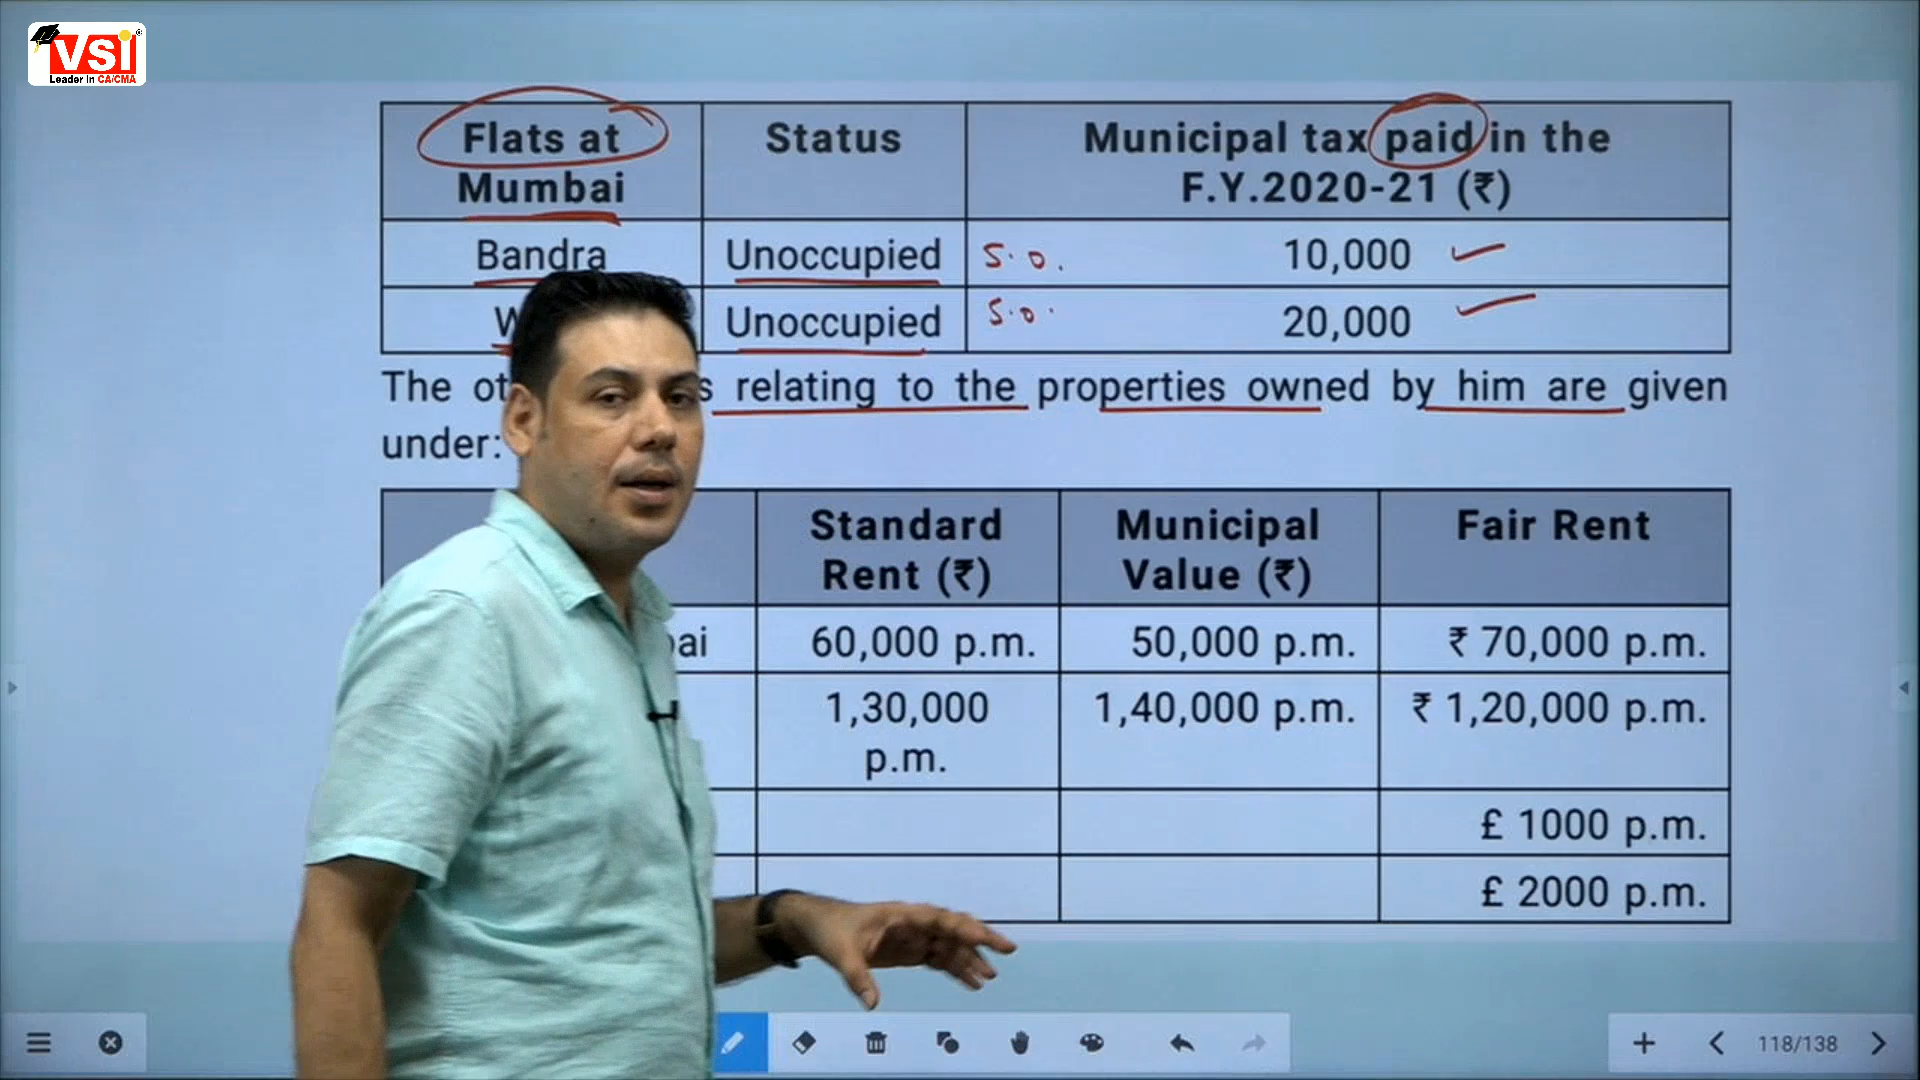 VSI
Leader in CA/CMA
Flats at Mumbai
Status
Municipal tax paid in the F.Y.2020-21 (₹)
Bandra
Unoccupied
S.O.
10,000
Unoccupied
S.O.
20,000
relating to the properties owned by him are given
under:
Standard Rent (₹)
Municipal Value (₹)
Fair Rent
60,000 p.m.
50,000 p.m.
₹ 70,000 p.m.
1,30,000 p.m.
1,40,000 p.m.
₹ 1,20,000 p.m.
£ 1000 p.m.
£ 2000 p.m.
118/138